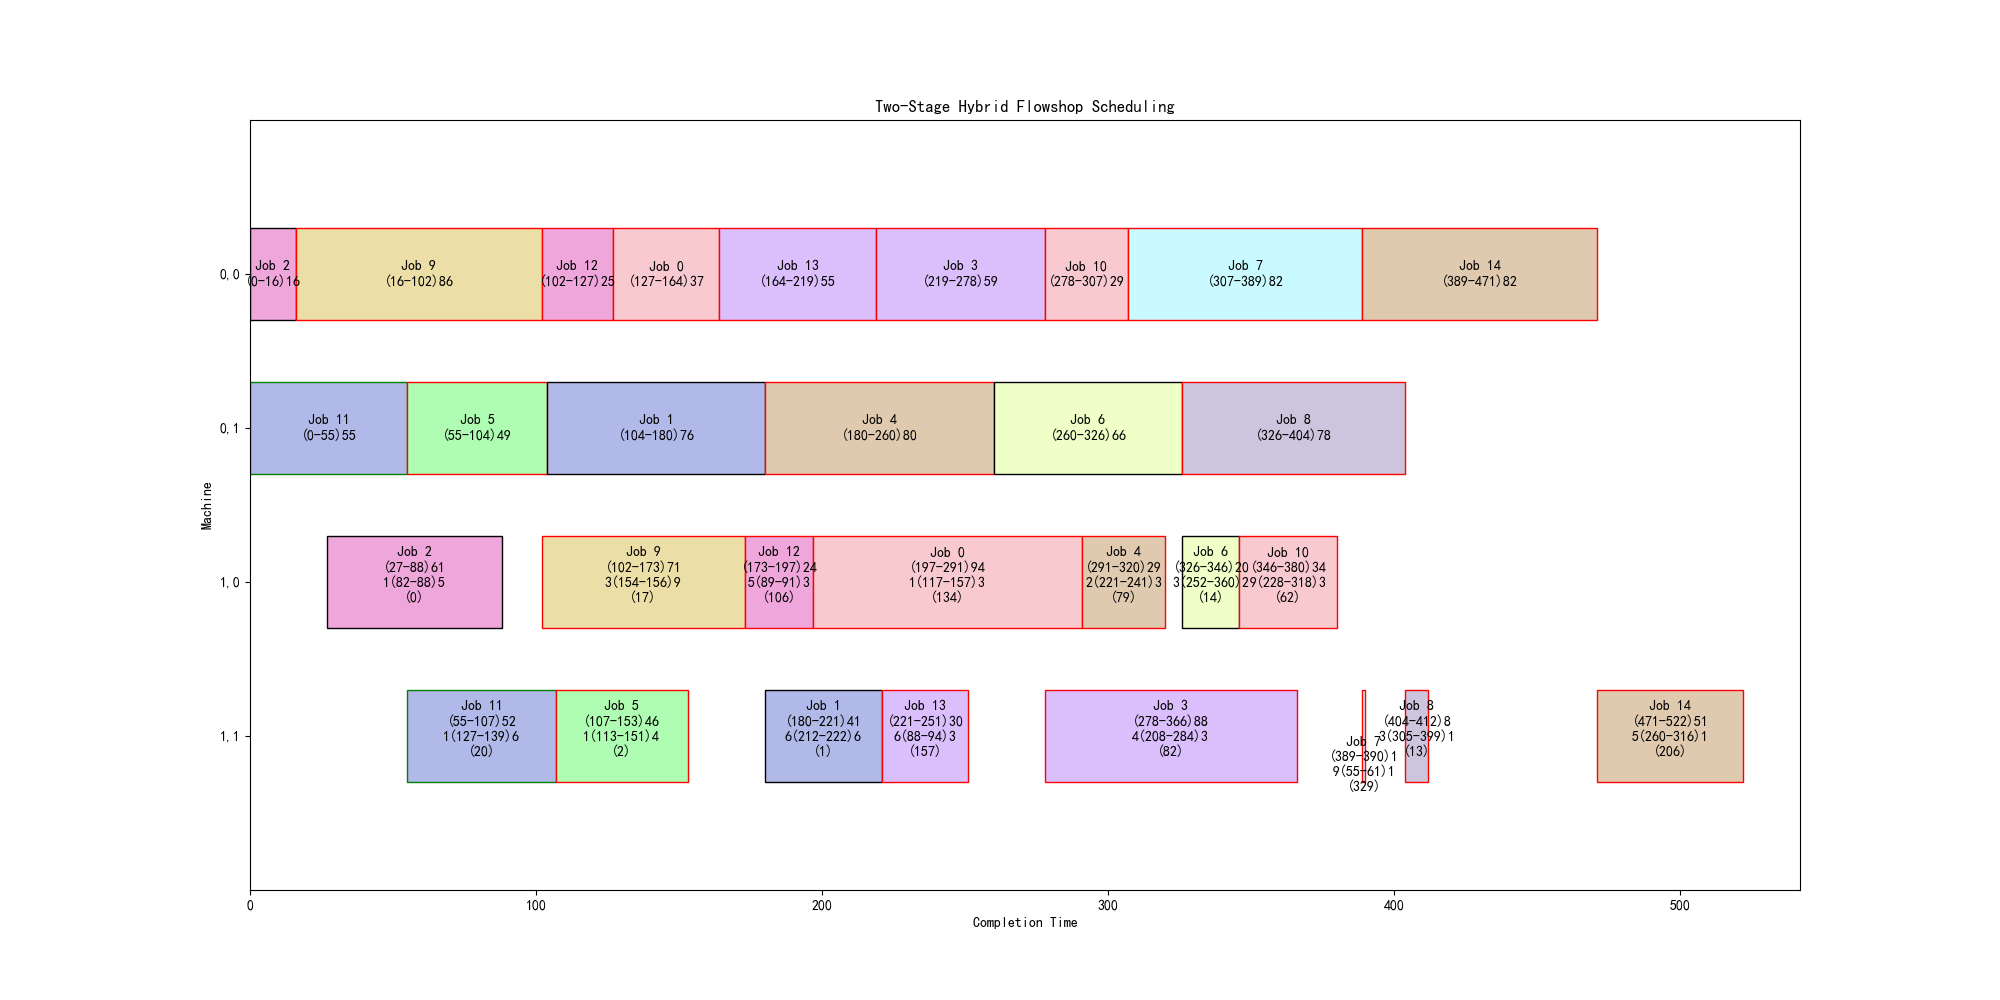 Two-Stage Hybrid Flowshop Scheduling
0,0
Job 2
(0-16)16
Job 9
(16-102)86
Job 12
(102-127)25
Job 0
(127-164)37
Job 13
(164-219)55
Job 3
(219-278)59
Job 10
(278-307)29
Job 7
(307-389)82
Job 14
(389-471)82
0,1
Job 11
(0-55)55
Job 5
(55-104)49
Job 1
(104-180)76
Job 4
(180-260)80
Job 6
(260-326)66
Job 8
(326-404)78
Machine
1,0
Job 2
(27-88)61
1(82-88)5
(0)
Job 9
(102-173)71
3(154-156)9
(17)
Job 12
(173-197)24
5(89-91)3
(106)
Job 0
(197-291)94
1(117-157)3
(134)
Job 4
(291-320)29
2(221-241)3
(79)
Job 6
(326-346)20
3(252-360)
(14)
Job 10
(346-380)34
(228-318)3
(62)
1,1
Job 11
(55-107)52
1(127-139)6
(20)
Job 5
(107-153)46
1(113-151)4
(2)
Job 1
(180-221)41
6(212-222)6
(1)
Job 13
(221-251)30
6(88-94)3
(157)
Job 3
(278-366)88
4(208-284)3
(82)
Job 7
(389-390)1
9(55-61)1
(329)
Job 8
(404-412)8
3(305-399)1
(13)
Job 14
(471-522)51
5(260-316)1
(206)
0
100
200
300
400
500
Completion Time